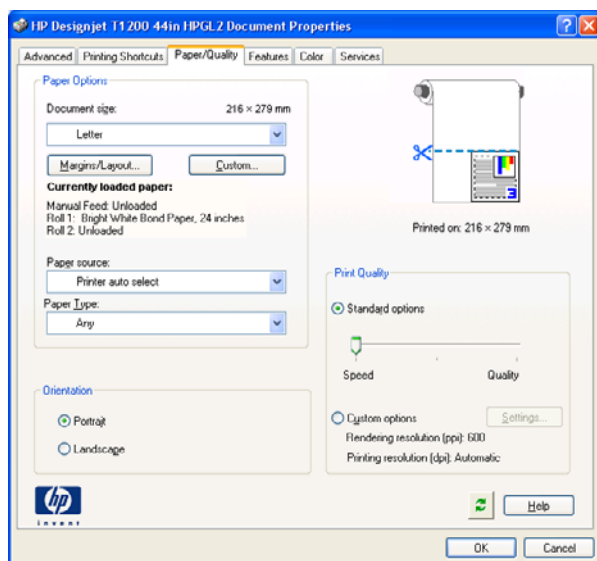 HP Designjet T1200 44in HPGL2 Document Properties
Advanced
Printing Shortcuts
Paper/Quality
Features
Color
Services
Paper Options
Document size:
216 × 279 mm
Letter
Margins/Layout...
Custom...
Currently loaded paper:
Manual Feed: Unloaded
Roll 1: Bright White Bond Paper, 24 inches
Roll 2: Unloaded
Paper source:
Printer auto select
Paper Type:
Any
Orientation
Portrait
Landscape
3
Printed on: 216 × 279 mm
Print Quality
Standard options
Speed
Quality
Custom options
Settings...
Rendering resolution (ppi): 600
Printing resolution (dpi): Automatic
hp
invent
Help
OK
Cancel